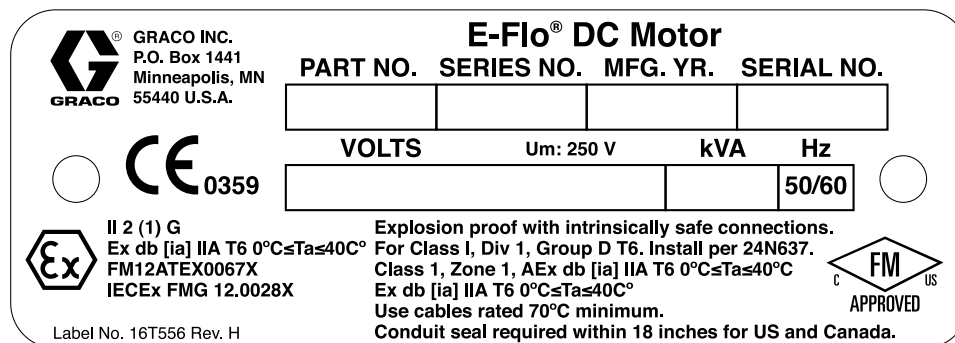 GRACO INC.
P.O. Box 1441
Minneapolis, MN
55440 U.S.A.
®
GRACO
E-Flo® DC Motor
PART NO. SERIES NO. MFG. YR. SERIAL NO.
VOLTS Um: 250 V kVA Hz
50/60
CE 0359
II 2 (1) G
Ex db [ia] IIA T6 0°C≤Ta≤40C°
FM12ATEX0067X
IECEx FMG 12.0028X
Ex
Label No. 16T556 Rev. H
Explosion proof with intrinsically safe connections.
For Class I, Div 1, Group D T6. Install per 24N637.
Class 1, Zone 1, AEx db [ia] IIA T6 0°C≤Ta≤40°C
Ex db [ia] IIA T6 0°C≤Ta≤40C°
Use cables rated 70°C minimum.
Conduit seal required within 18 inches for US and Canada.
FM
C US
APPROVED